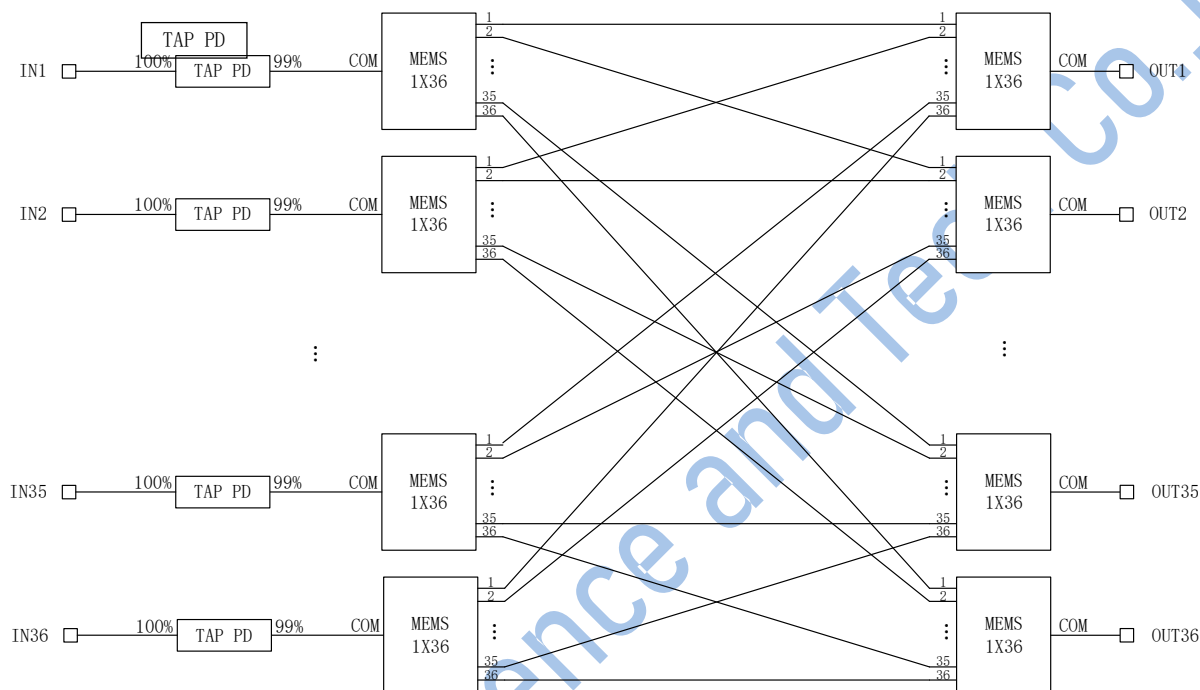 TAP PD
IN1 100% TAP PD 99% COM MEMS 1X36 1 2 ⋮ 35 36
1 2 ⋮ 35 36 MEMS 1X36 COM OUT1
IN2 100% TAP PD 99% COM MEMS 1X36 1 2 ⋮ 35 36
1 2 ⋮ 35 36 MEMS 1X36 COM OUT2
⋮ ⋮
IN35 100% TAP PD 99% COM MEMS 1X36 1 2 ⋮ 35 36
1 2 ⋮ 35 36 MEMS 1X36 COM OUT35
IN36 100% TAP PD 99% COM MEMS 1X36 1 2 ⋮ 35 36
1 2 ⋮ 35 36 MEMS 1X36 COM OUT36
ence and Tec Co.